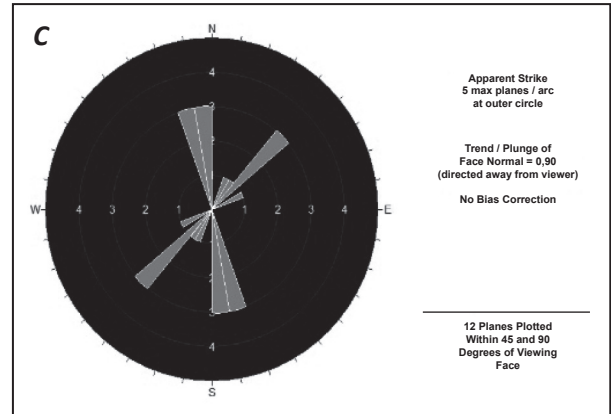 C
N
4
3
2
1
W 4 3 2 1 1 2 3 4 E
1
2
3
4
S
Apparent Strike
5 max planes / arc
at outer circle
Trend / Plunge of
Face Normal = 0,90
(directed away from viewer)
No Bias Correction
12 Planes Plotted
Within 45 and 90
Degrees of Viewing
Face